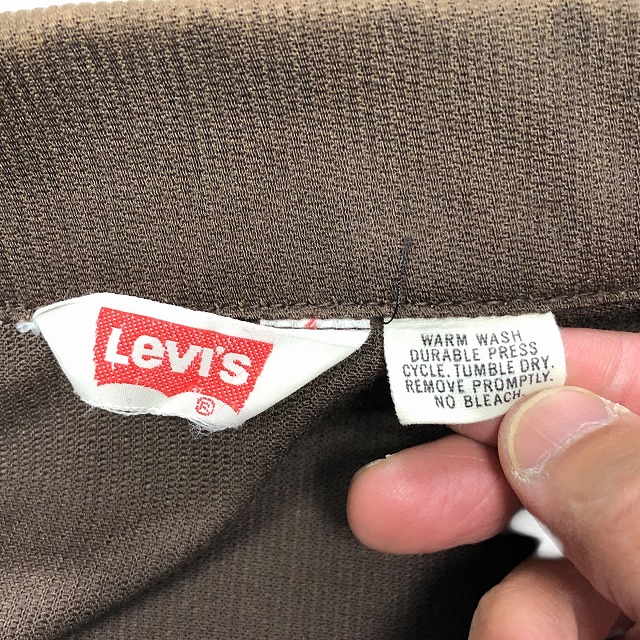 Levi's
®
WARM WASH
DURABLE PRESS
CYCLE. TUMBLE DRY.
REMOVE PROMPTLY.
NO BLEACH.